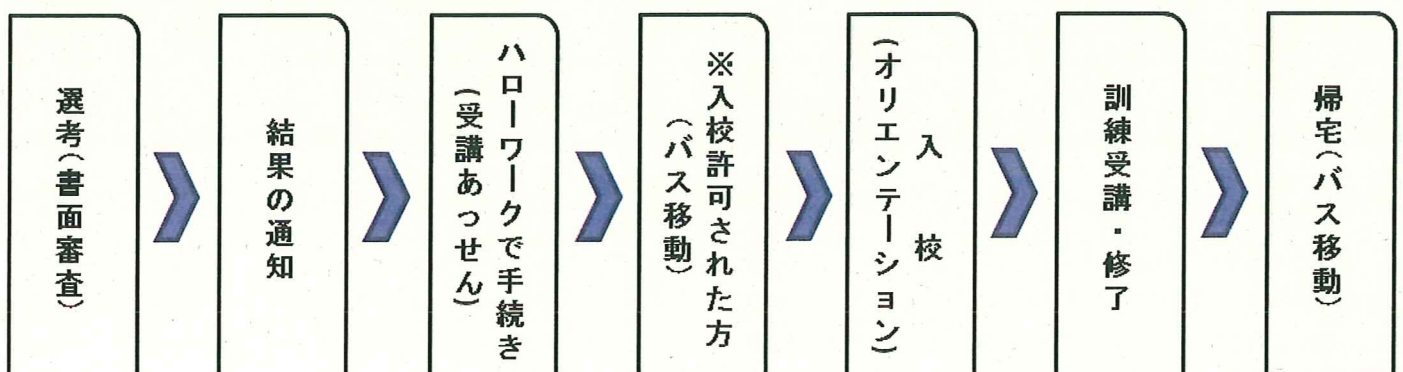 選考（書面審査）
結果の通知
ハローワークで手続き
（受講あっせん）
※入校許可された方
（バス移動）
入校
（オリエンテーション）
訓練受講・修了
帰宅（バス移動）